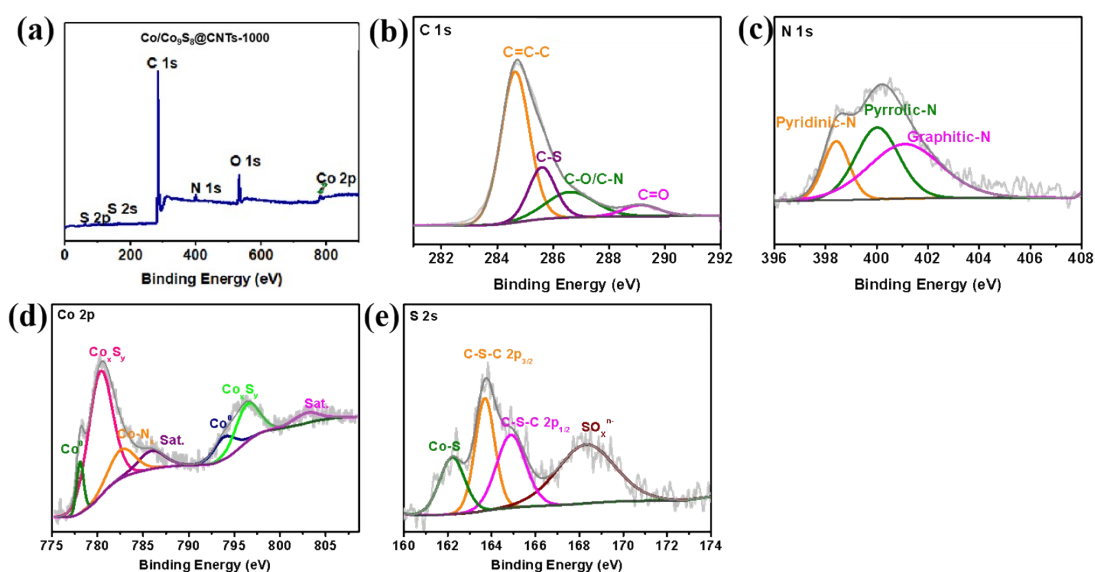 (a)
Co/Co₉S₈@CNTs-1000
C 1s
O 1s
N 1s
Co 2p
S 2s
S 2p
0 200 400 600 800
Binding Energy (eV)
(b)
C 1s
C=C-C
C-S
C-O/C-N
C=O
282 284 286 288 290 292
Binding Energy (eV)
(c)
N 1s
Pyridinic-N
Pyrrolic-N
Graphitic-N
396 398 400 402 404 406 408
Binding Energy (eV)
(d)
Co 2p
CoₓSᵧ
Co⁰
Sat.
Co⁰
CoₓSᵧ
Sat.
775 780 785 790 795 800 805
Binding Energy (eV)
(e)
S 2s
C-S-C 2p₃/₂
C-S-C 2p₁/₂
Co-S
SOₓⁿ⁻
160 162 164 166 168 170 172 174
Binding Energy (eV)